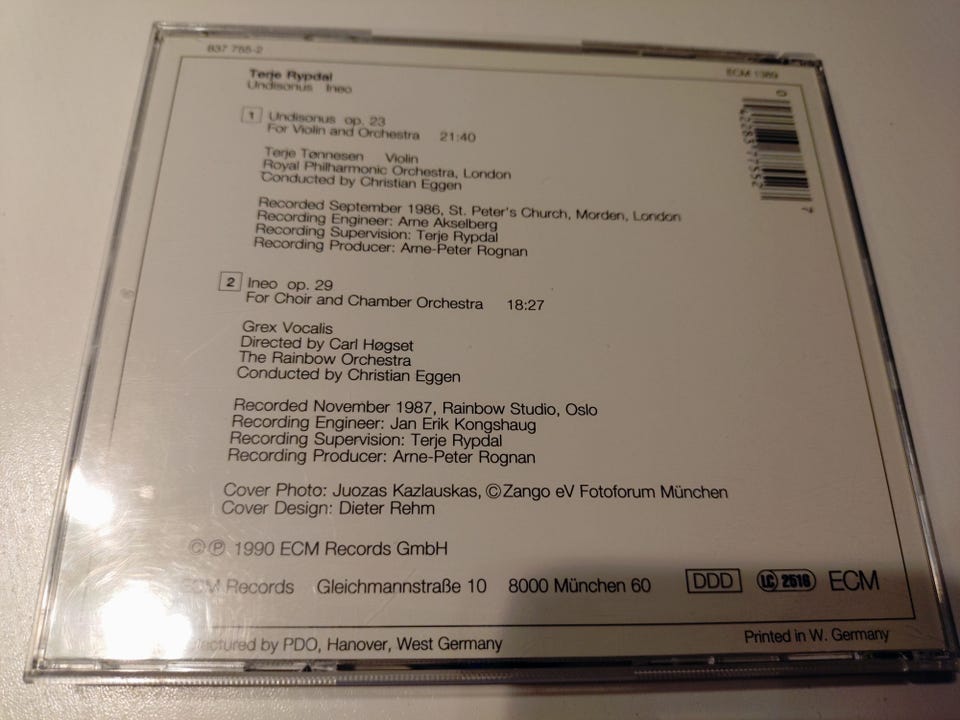 837 755-2
ECM 1389
Terje Rypdal
Undisonus Ineo
1 Undisonus op. 23
For Violin and Orchestra 21:40
Terje Tønnesen Violin
Royal Philharmonic Orchestra, London
Conducted by Christian Eggen
Recorded September 1986, St. Peter's Church, Morden, London
Recording Engineer: Arne Akselberg
Recording Supervision: Terje Rypdal
Recording Producer: Arne-Peter Rognan
2 Ineo op. 29
For Choir and Chamber Orchestra 18:27
Grex Vocalis
Directed by Carl Høgset
The Rainbow Orchestra
Conducted by Christian Eggen
Recorded November 1987, Rainbow Studio, Oslo
Recording Engineer: Jan Erik Kongshaug
Recording Supervision: Terje Rypdal
Recording Producer: Arne-Peter Rognan
Cover Photo: Juozas Kazlauskas, ©Zango eV Fotoforum München
Cover Design: Dieter Rehm
©℗ 1990 ECM Records GmbH
ECM Records Gleichmannstraße 10 8000 München 60
DDD LC 2516 ECM
by PDO, Hanover, West Germany
Printed in W. Germany
0 42283 77552 7